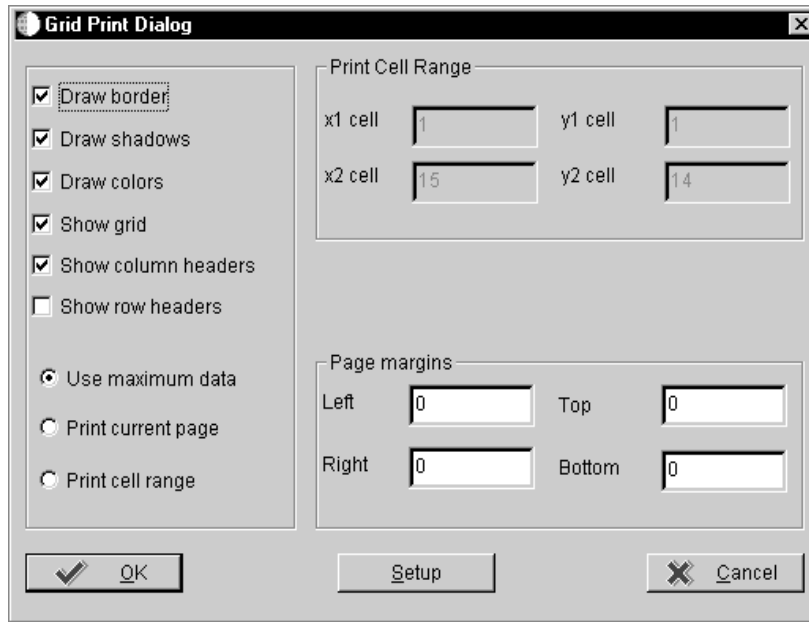 Grid Print Dialog
Draw border
Draw shadows
Draw colors
Show grid
Show column headers
Show row headers
Use maximum data
Print current page
Print cell range
Print Cell Range
x1 cell 1 y1 cell 1
x2 cell 15 y2 cell 14
Page margins
Left 0 Top 0
Right 0 Bottom 0
OK Setup Cancel